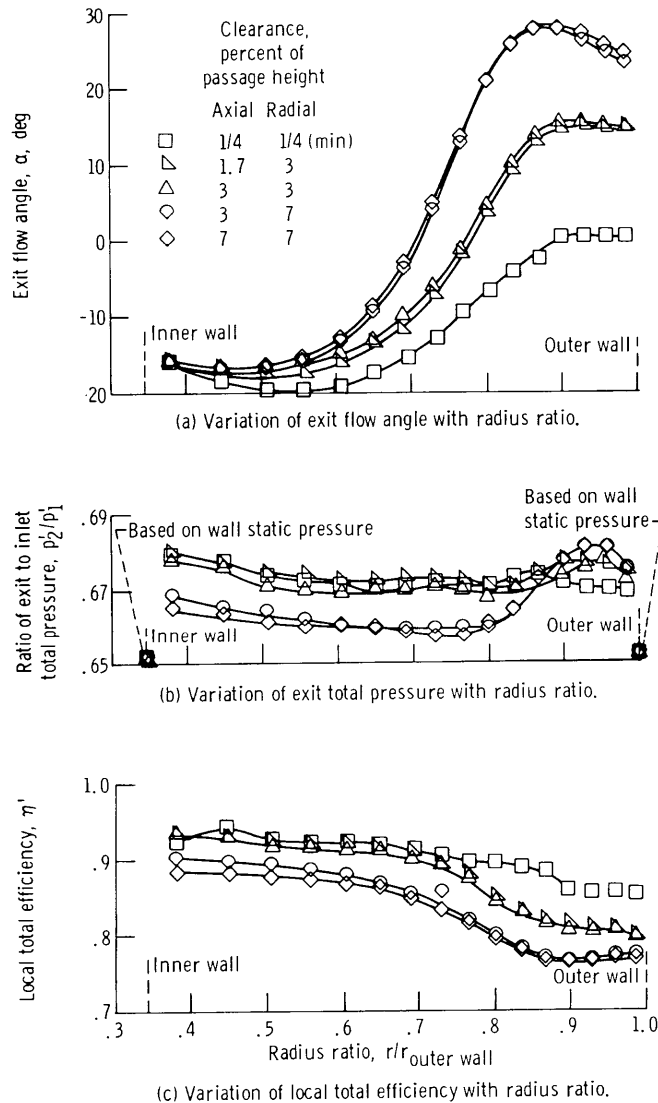 30
20
10
0
-10
-20
Exit flow angle, α, deg
Clearance,
percent of
passage height
Axial Radial
1/4 1/4 (min)
1.7 3
3 3
3 7
7 7
Inner wall
Outer wall
(a) Variation of exit flow angle with radius ratio.
Ratio of exit to inlet
total pressure, p'2/p'1
.69
.67
.65
Based on wall static pressure
Based on wall
static pressure
Inner wall
Outer wall
(b) Variation of exit total pressure with radius ratio.
Local total efficiency, η'
1.0
.9
.8
.7
Inner wall
Outer wall
.3 .4 .5 .6 .7 .8 .9 1.0
Radius ratio, r/r outer wall
(c) Variation of local total efficiency with radius ratio.